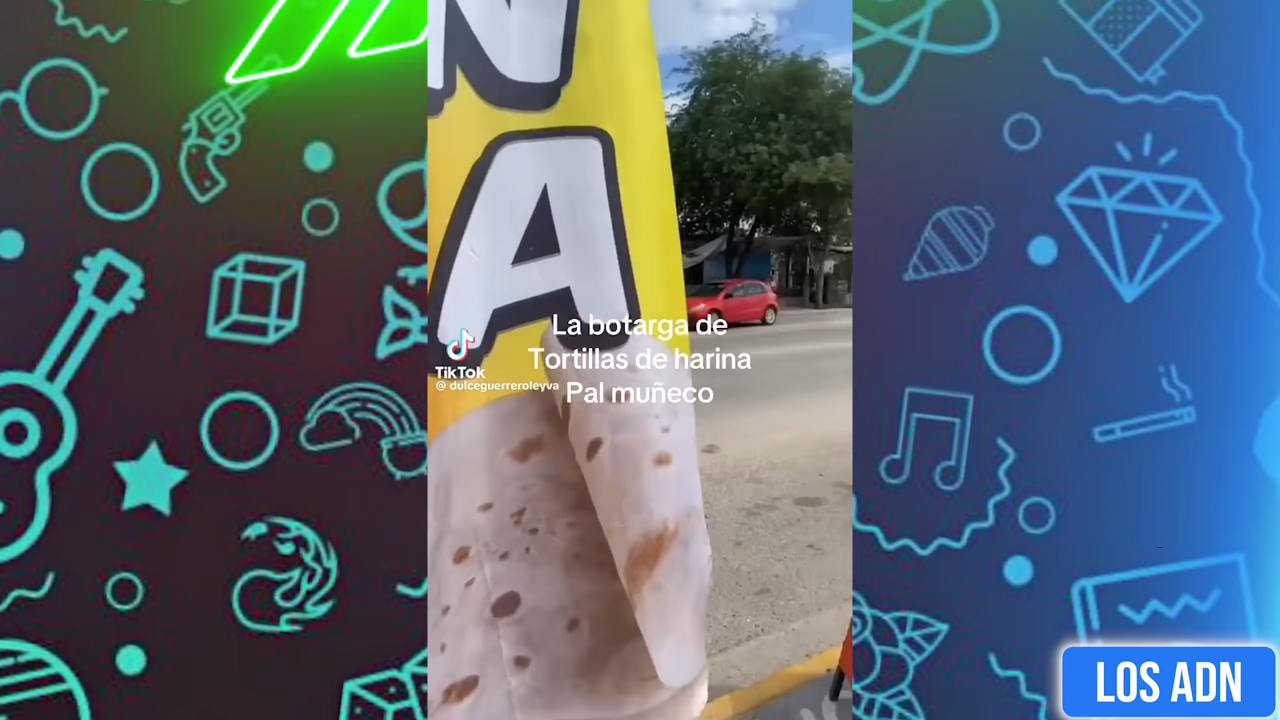 N
A
La botarga de
Tortillas de harina
Pal muñeco
TikTok
@ dulceguerreroleyva
LOS ADN